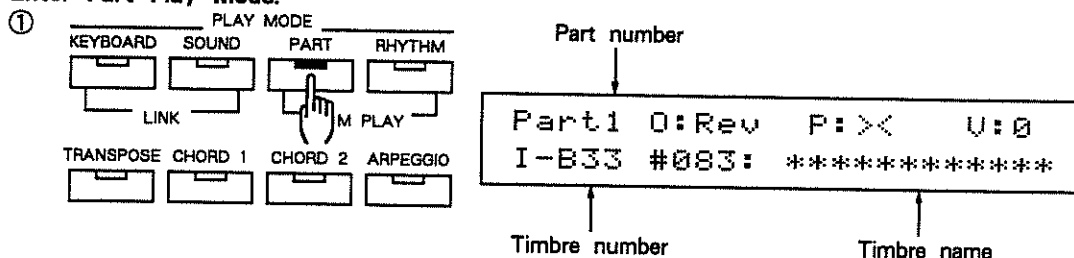 Enter Part Play Mode.
① PLAY MODE
KEYBOARD SOUND PART RHYTHM
LINK M PLAY
TRANSPOSE CHORD 1 CHORD 2 ARPEGGIO
Part number
Part1 O:Rev P:>< V:0
I-B33 #083: ************
Timbre number Timbre name